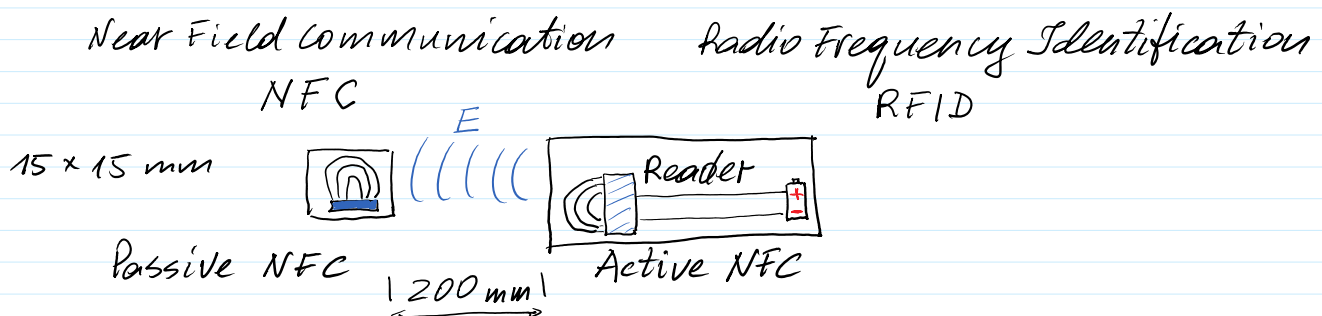 Near Field Communication Radio Frequency Identification
NFC RFID
E
15 x 15 mm Reader
+
-
Passive NFC Active NFC
200 mm